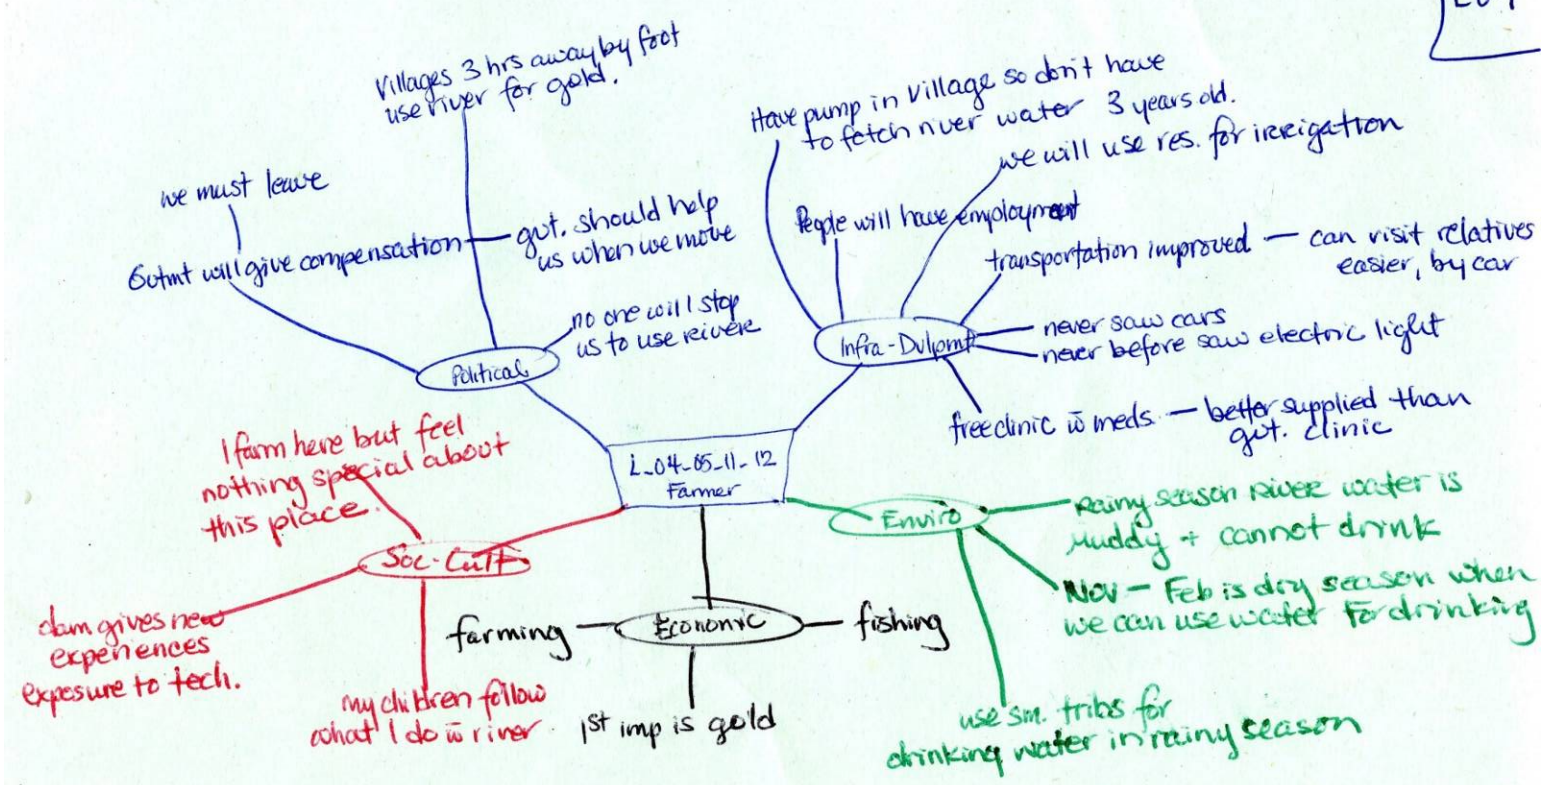 Villages 3 hrs away by foot
use river for gold.
we must leave
Gvtmt will give compensation
gvt. should help
us when we move
no one will stop
us to use rivere
Political
Have pump in village so don't have
to fetch river water 3 years old.
we will use res. for irrigation
People will have employment
transportation improved — can visit relatives
easier, by car
Infra-Dvlpmt
never saw cars
never before saw electric light
free clinic w̄ meds. — better supplied than
gvt. clinic
L-04-05-11-12
Farmer
I farm here but feel
nothing special about
this place.
Soc-Cult
dam gives new
experiences
exposure to tech.
my children follow
what I do w̄ river.
Economic
farming
fishing
1st imp is gold
Enviro
Rainy season river water is
muddy + cannot drink
Nov - Feb is dry season when
we can use water for drinking
use sm. tribs for
drinking water in rainy season